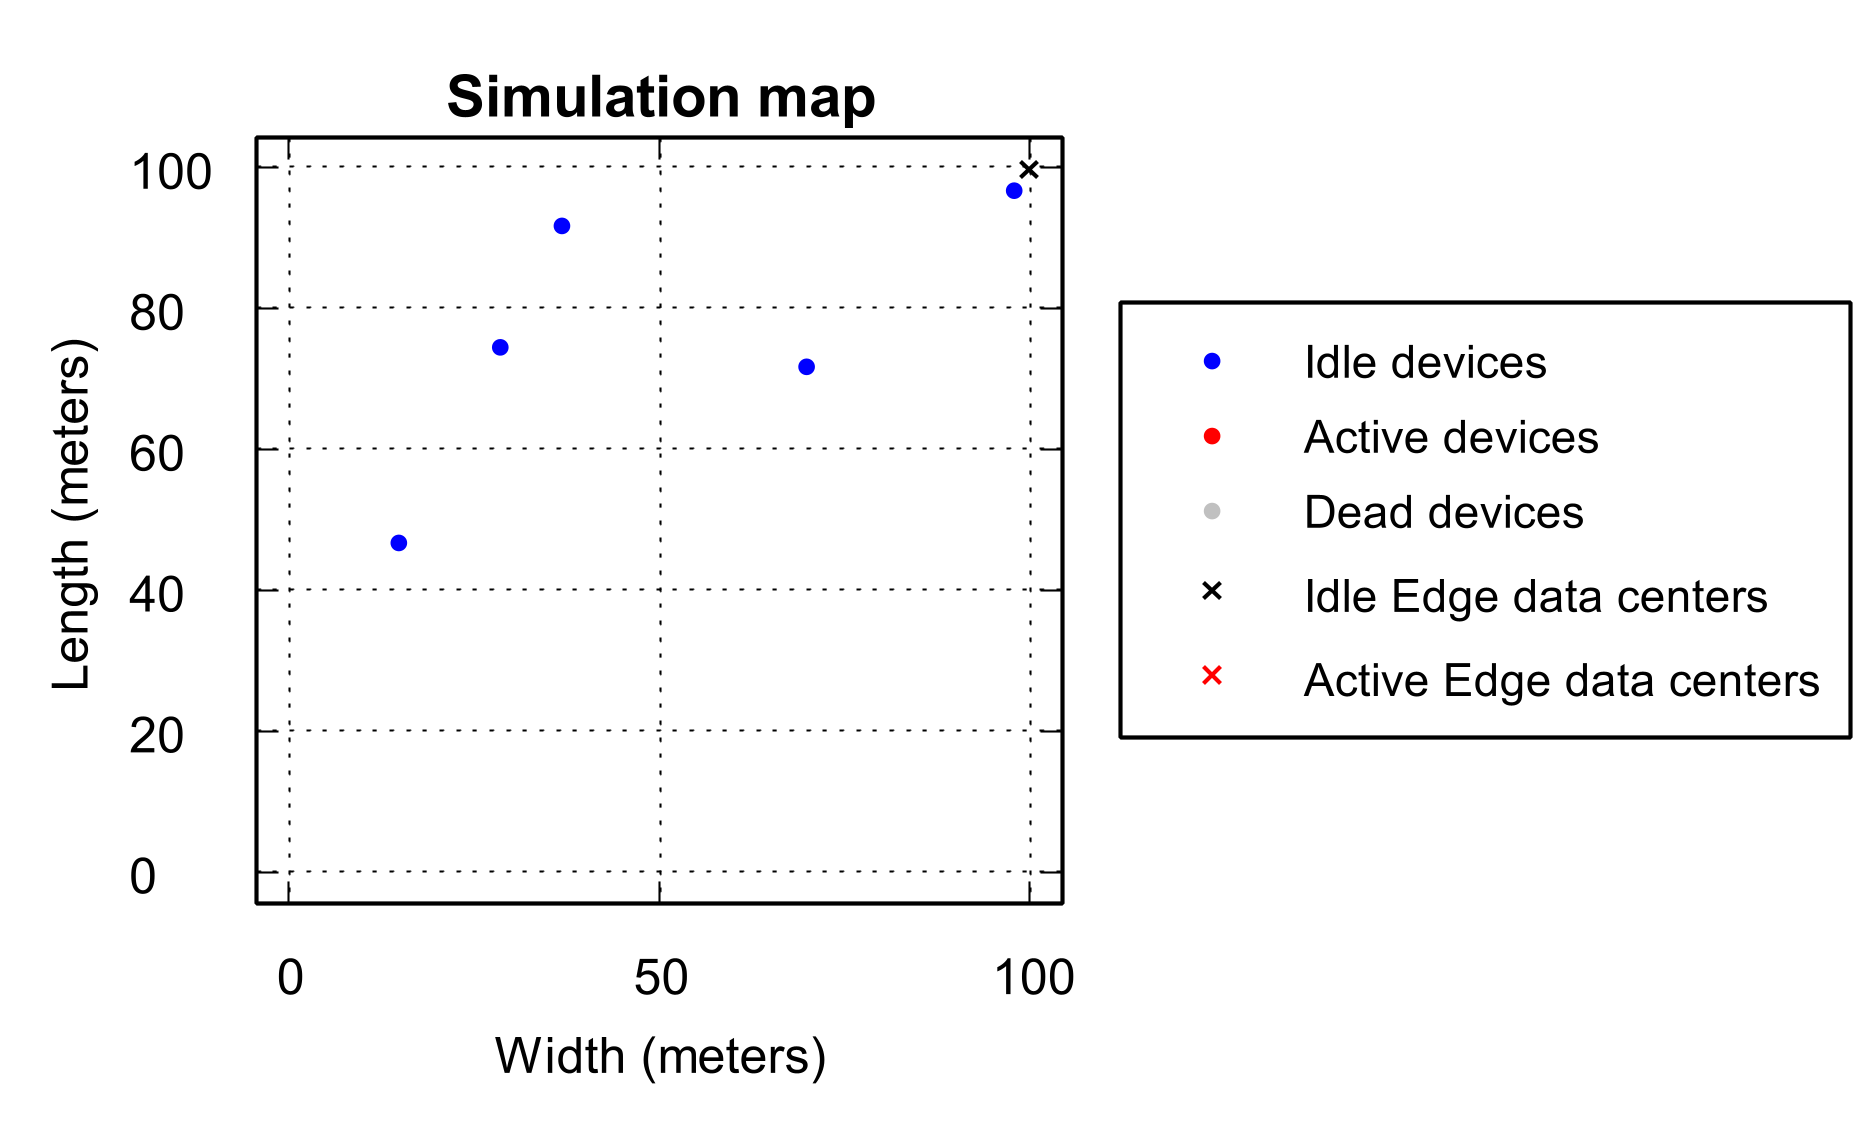 Simulation map
100
80
60
40
20
0
Length (meters)
0 50 100
Width (meters)
Idle devices
Active devices
Dead devices
Idle Edge data centers
Active Edge data centers